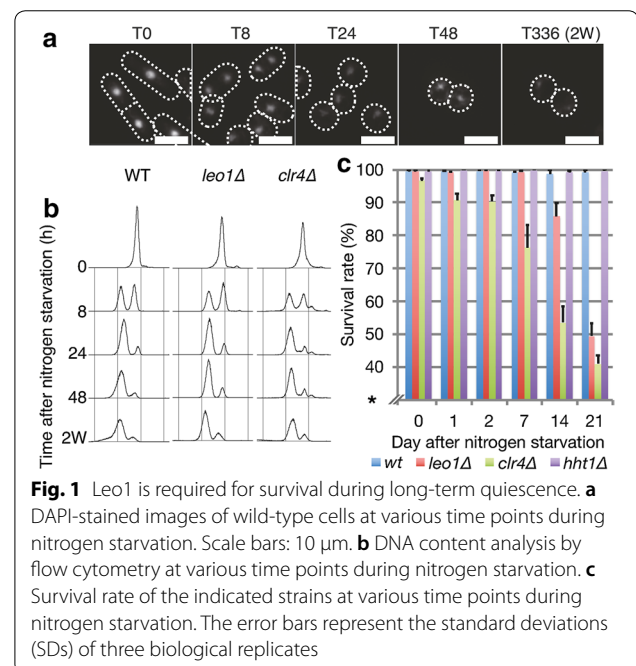 a
T0 T8 T24 T48 T336 (2W)
b
WT leo1Δ clr4Δ
Time after nitrogen starvation (h)
0
8
24
48
2W
c
Survival rate (%)
100
90
80
70
60
50
40
*
0 1 2 7 14 21
Day after nitrogen starvation
wt leo1Δ clr4Δ hht1Δ
Fig. 1 Leo1 is required for survival during long-term quiescence. a
DAPI-stained images of wild-type cells at various time points during
nitrogen starvation. Scale bars: 10 μm. b DNA content analysis by
flow cytometry at various time points during nitrogen starvation. c
Survival rate of the indicated strains at various time points during
nitrogen starvation. The error bars represent the standard deviations
(SDs) of three biological replicates